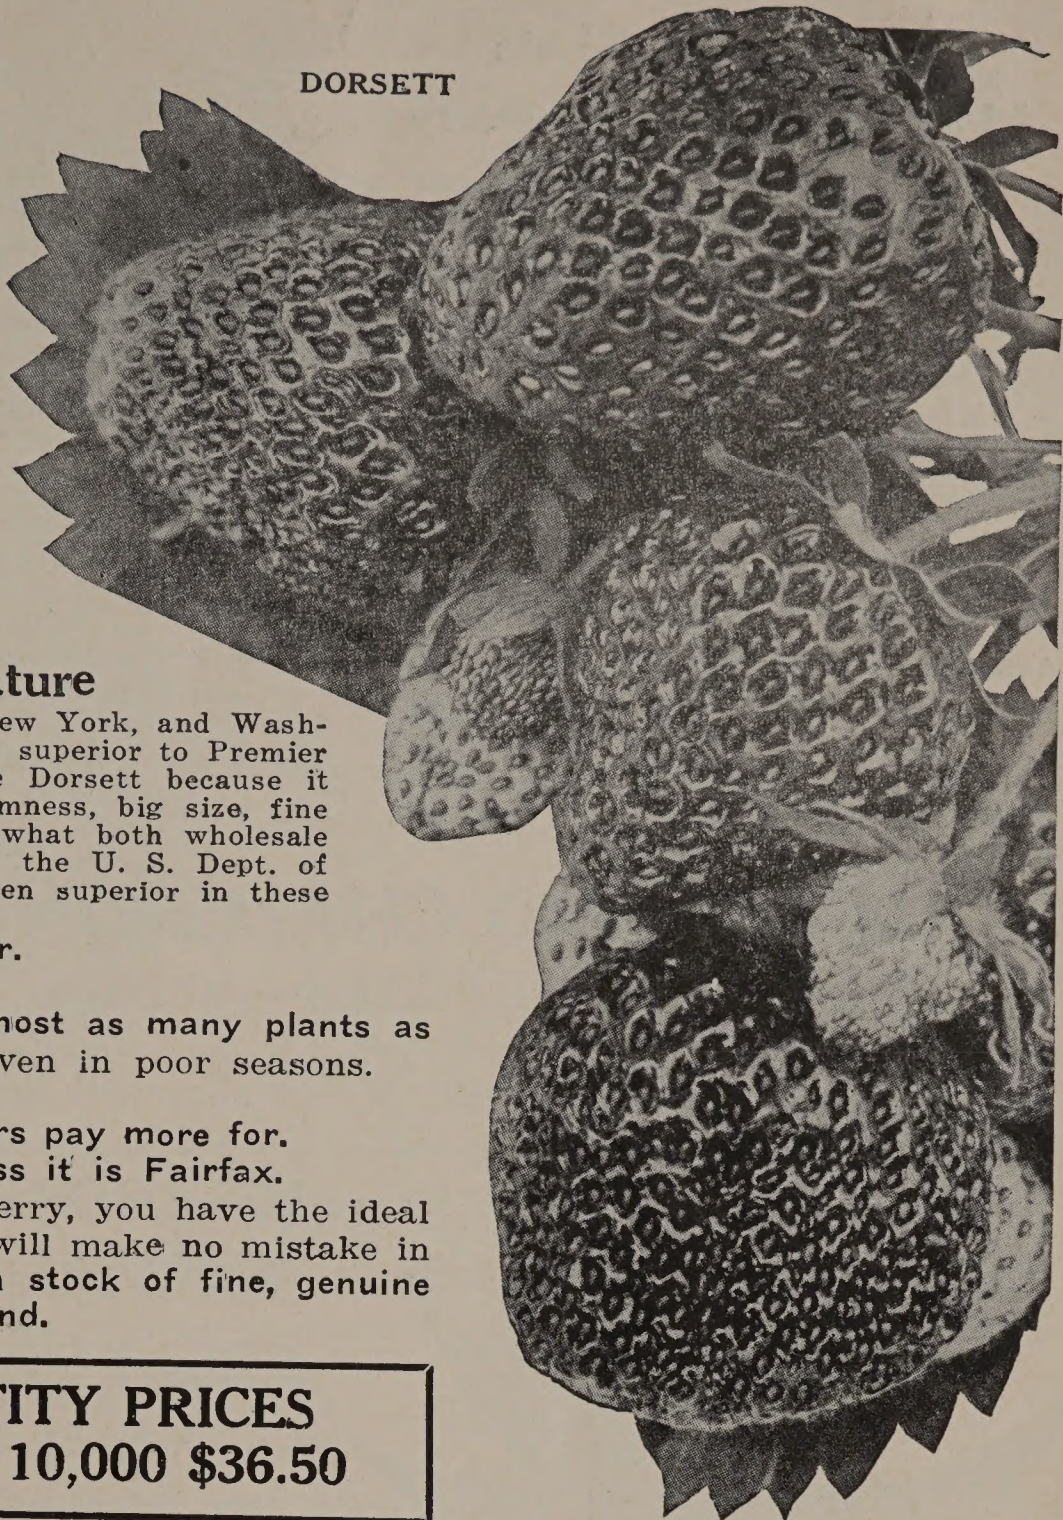 DORSETT
ture
ew York, and Wash-
superior to Premier
e Dorsett because it
mness, big size, fine
what both wholesale
the U. S. Dept. of
en superior in these
r.
nost as many plants as
ven in poor seasons.
rs pay more for.
ss it is Fairfax.
erry, you have the ideal
will make no mistake in
n stock of fine, genuine
nd.
TITY PRICES
10,000 $36.50